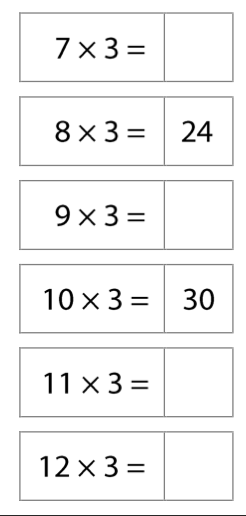 7 × 3 =
8 × 3 = 24
9 × 3 =
10 × 3 = 30
11 × 3 =
12 × 3 =